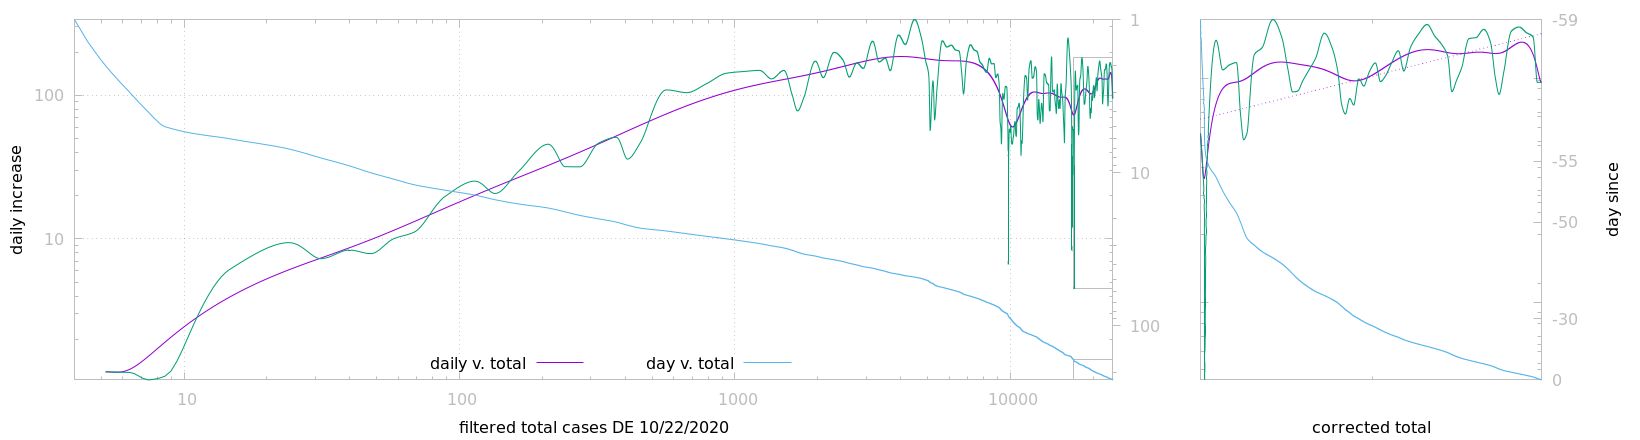 daily increase
100
10
10
100
1000
10000
daily v. total
day v. total
filtered total cases DE 10/22/2020
1
10
100
-59
-55
-50
-30
0
day since
corrected total